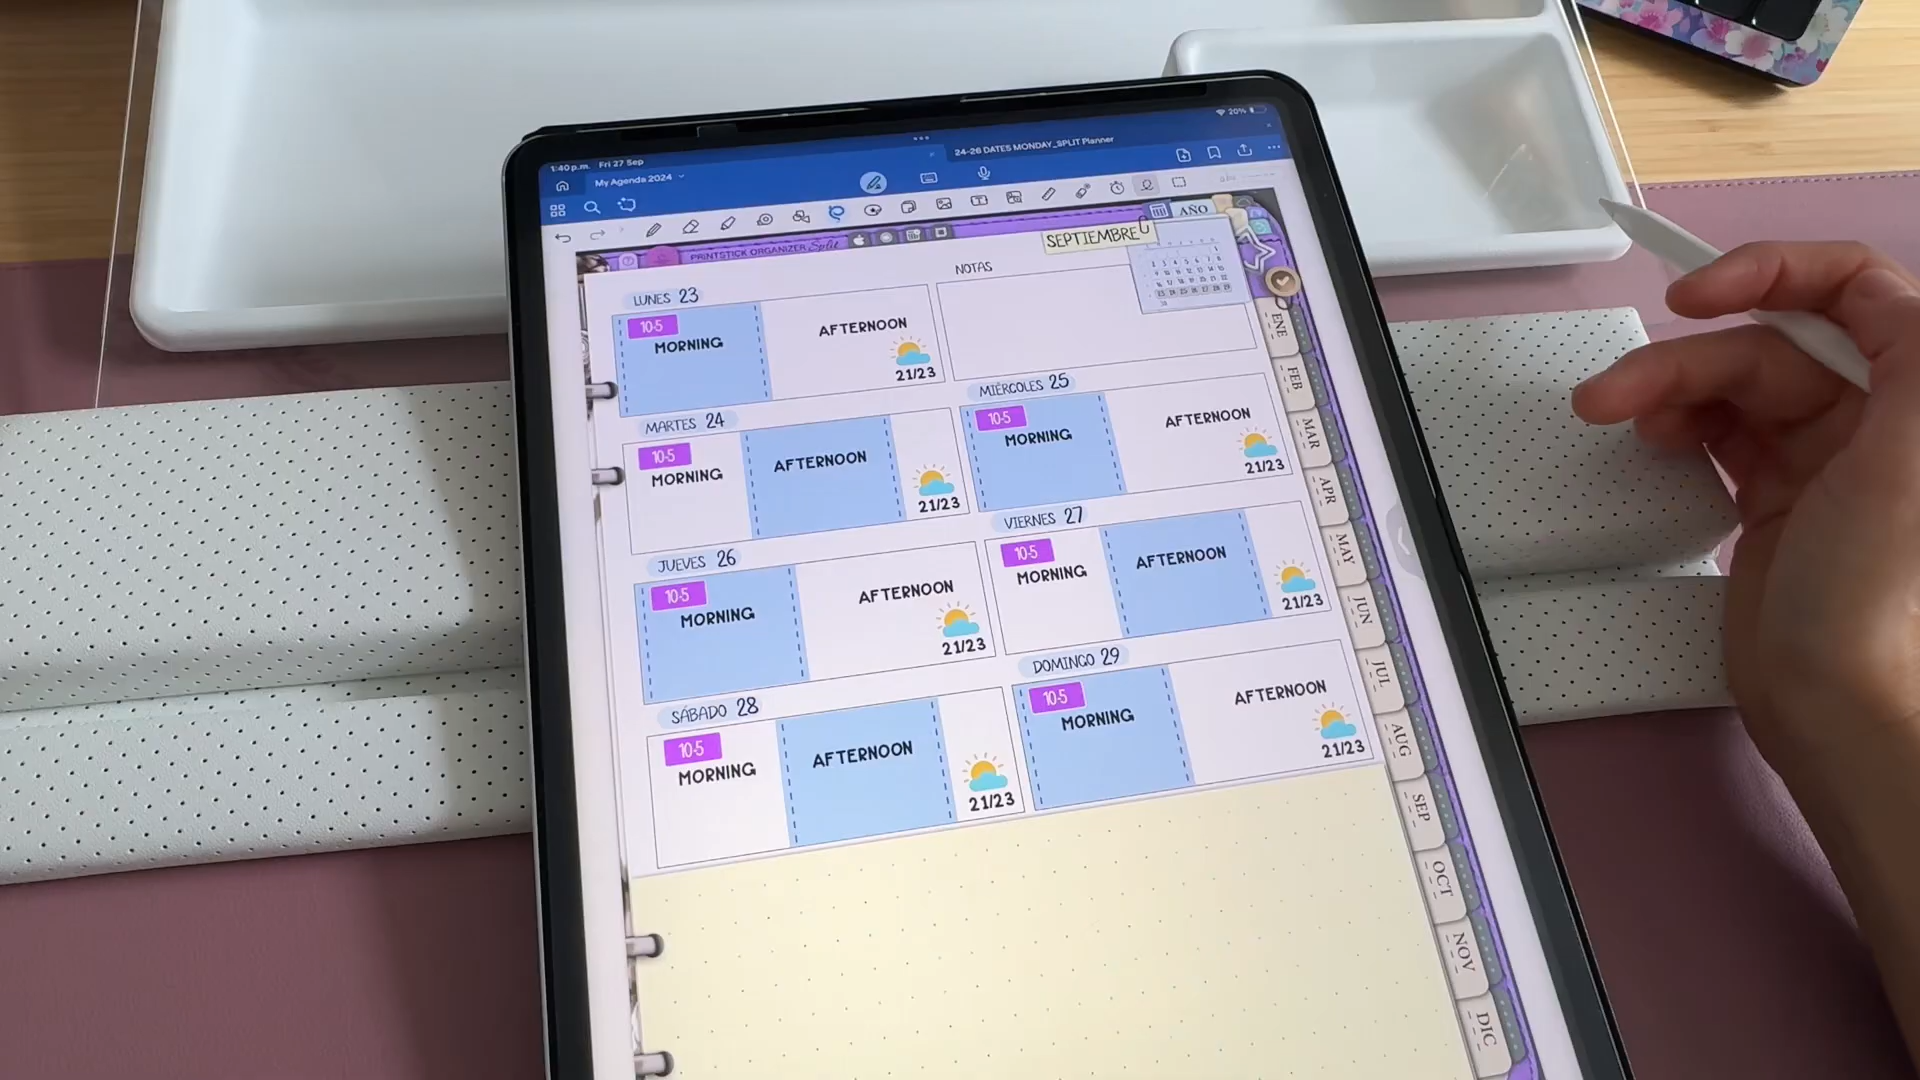 1:40 p.m. Fri 27 Sep
20%
My Agenda 2024
24-26 DATES MONDAY_SPLIT Planner
PRINTSTICK ORGANIZER Split
SEPTIEMBRE
AÑO
NOTAS
LUNES 23
10-5
MORNING
AFTERNOON
21/23
MARTES 24
10-5
MORNING
AFTERNOON
21/23
MIÉRCOLES 25
10-5
MORNING
AFTERNOON
21/23
JUEVES 26
10-5
MORNING
AFTERNOON
21/23
VIERNES 27
10-5
MORNING
AFTERNOON
21/23
SÁBADO 28
10-5
MORNING
AFTERNOON
21/23
DOMINGO 29
10-5
MORNING
AFTERNOON
21/23
ENE
FEB
MAR
APR
MAY
JUN
JUL
AUG
SEP
OCT
NOV
DIC